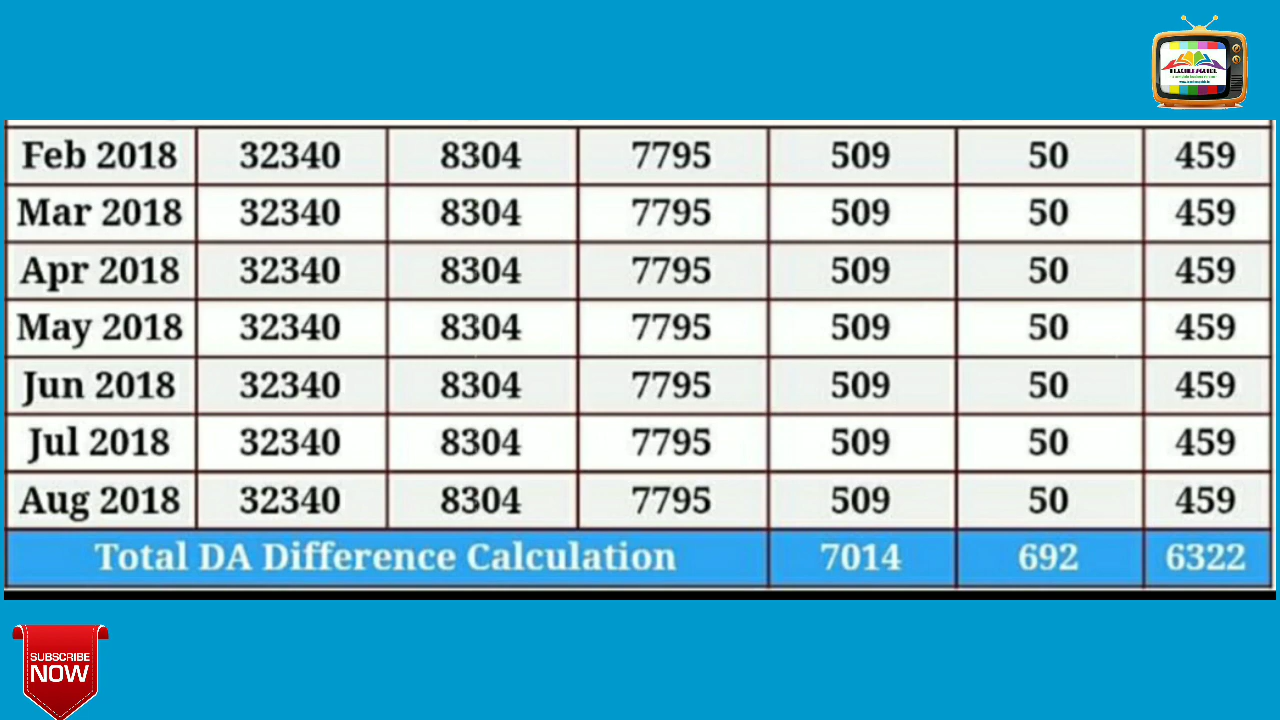 Feb 2018 32340 8304 7795 509 50 459
Mar 2018 32340 8304 7795 509 50 459
Apr 2018 32340 8304 7795 509 50 459
May 2018 32340 8304 7795 509 50 459
Jun 2018 32340 8304 7795 509 50 459
Jul 2018 32340 8304 7795 509 50 459
Aug 2018 32340 8304 7795 509 50 459
Total DA Difference Calculation 7014 692 6322
SUBSCRIBE
NOW